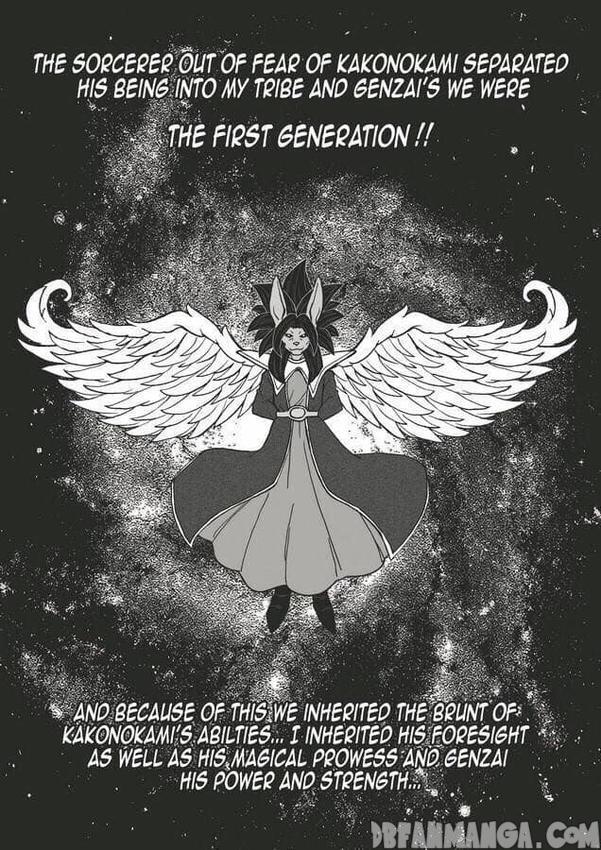 THE SORCERER OUT OF FEAR OF KAKONOKAMI SEPARATED
HIS BEING INTO MY TRIBE AND GENZAI'S WE WERE
THE FIRST GENERATION !!
AND BECAUSE OF THIS WE INHERITED THE BRUNT OF
KAKONOKAMI'S ABILTIES... I INHERITED HIS FORESIGHT
AS WELL AS HIS MAGICAL PROWESS AND GENZAI
HIS POWER AND STRENGTH...
DBFANMANGA.COM